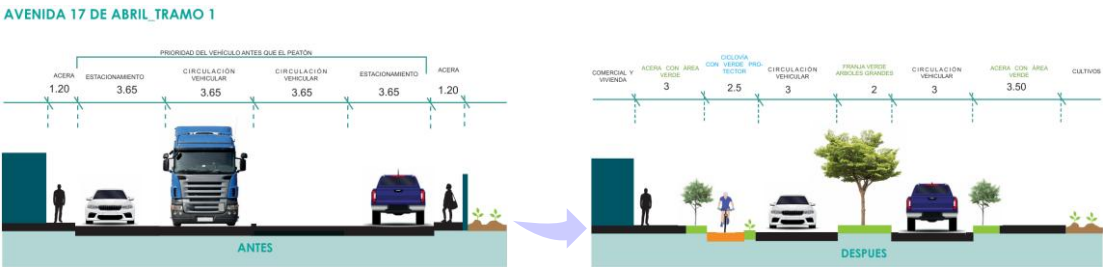 AVENIDA 17 DE ABRIL_TRAMO 1
PRIORIDAD DEL VEHÍCULO ANTES QUE EL PEATÓN
ACERA
1.20
ESTACIONAMIENTO
3.65
CIRCULACIÓN
VEHICULAR
3.65
CIRCULACIÓN
VEHICULAR
3.65
ESTACIONAMIENTO
3.65
ACERA
1.20
ANTES
COMERCIAL Y
VIVIENDA
ACERA CON ÁREA
VERDE
3
CICLOVÍA
CON VERDE PRO-
TECTOR
2.5
CIRCULACIÓN
VEHICULAR
3
FRANJA VERDE
ARBOLES GRANDES
2
CIRCULACIÓN
VEHICULAR
3
ACERA CON ÁREA
VERDE
3.50
CULTIVOS
DESPUES